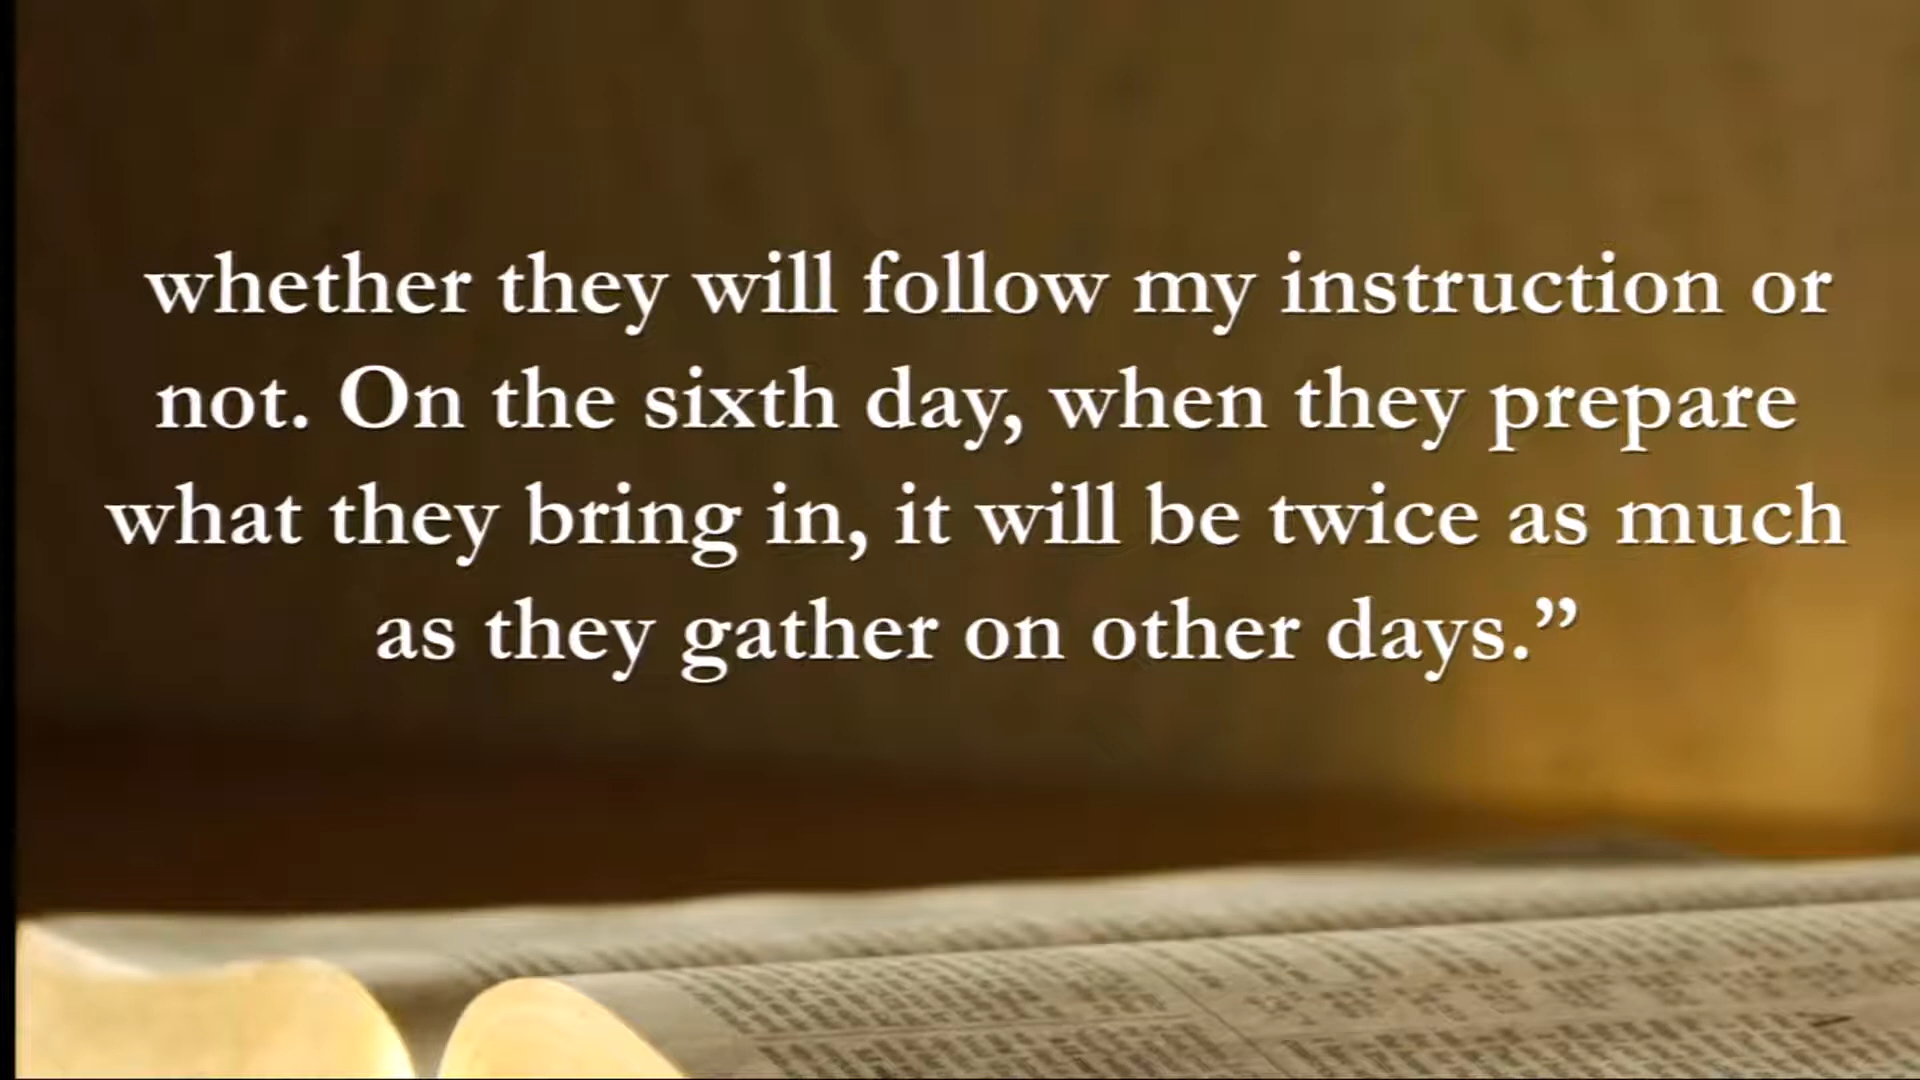 whether they will follow my instruction or
not. On the sixth day, when they prepare
what they bring in, it will be twice as much
as they gather on other days.”